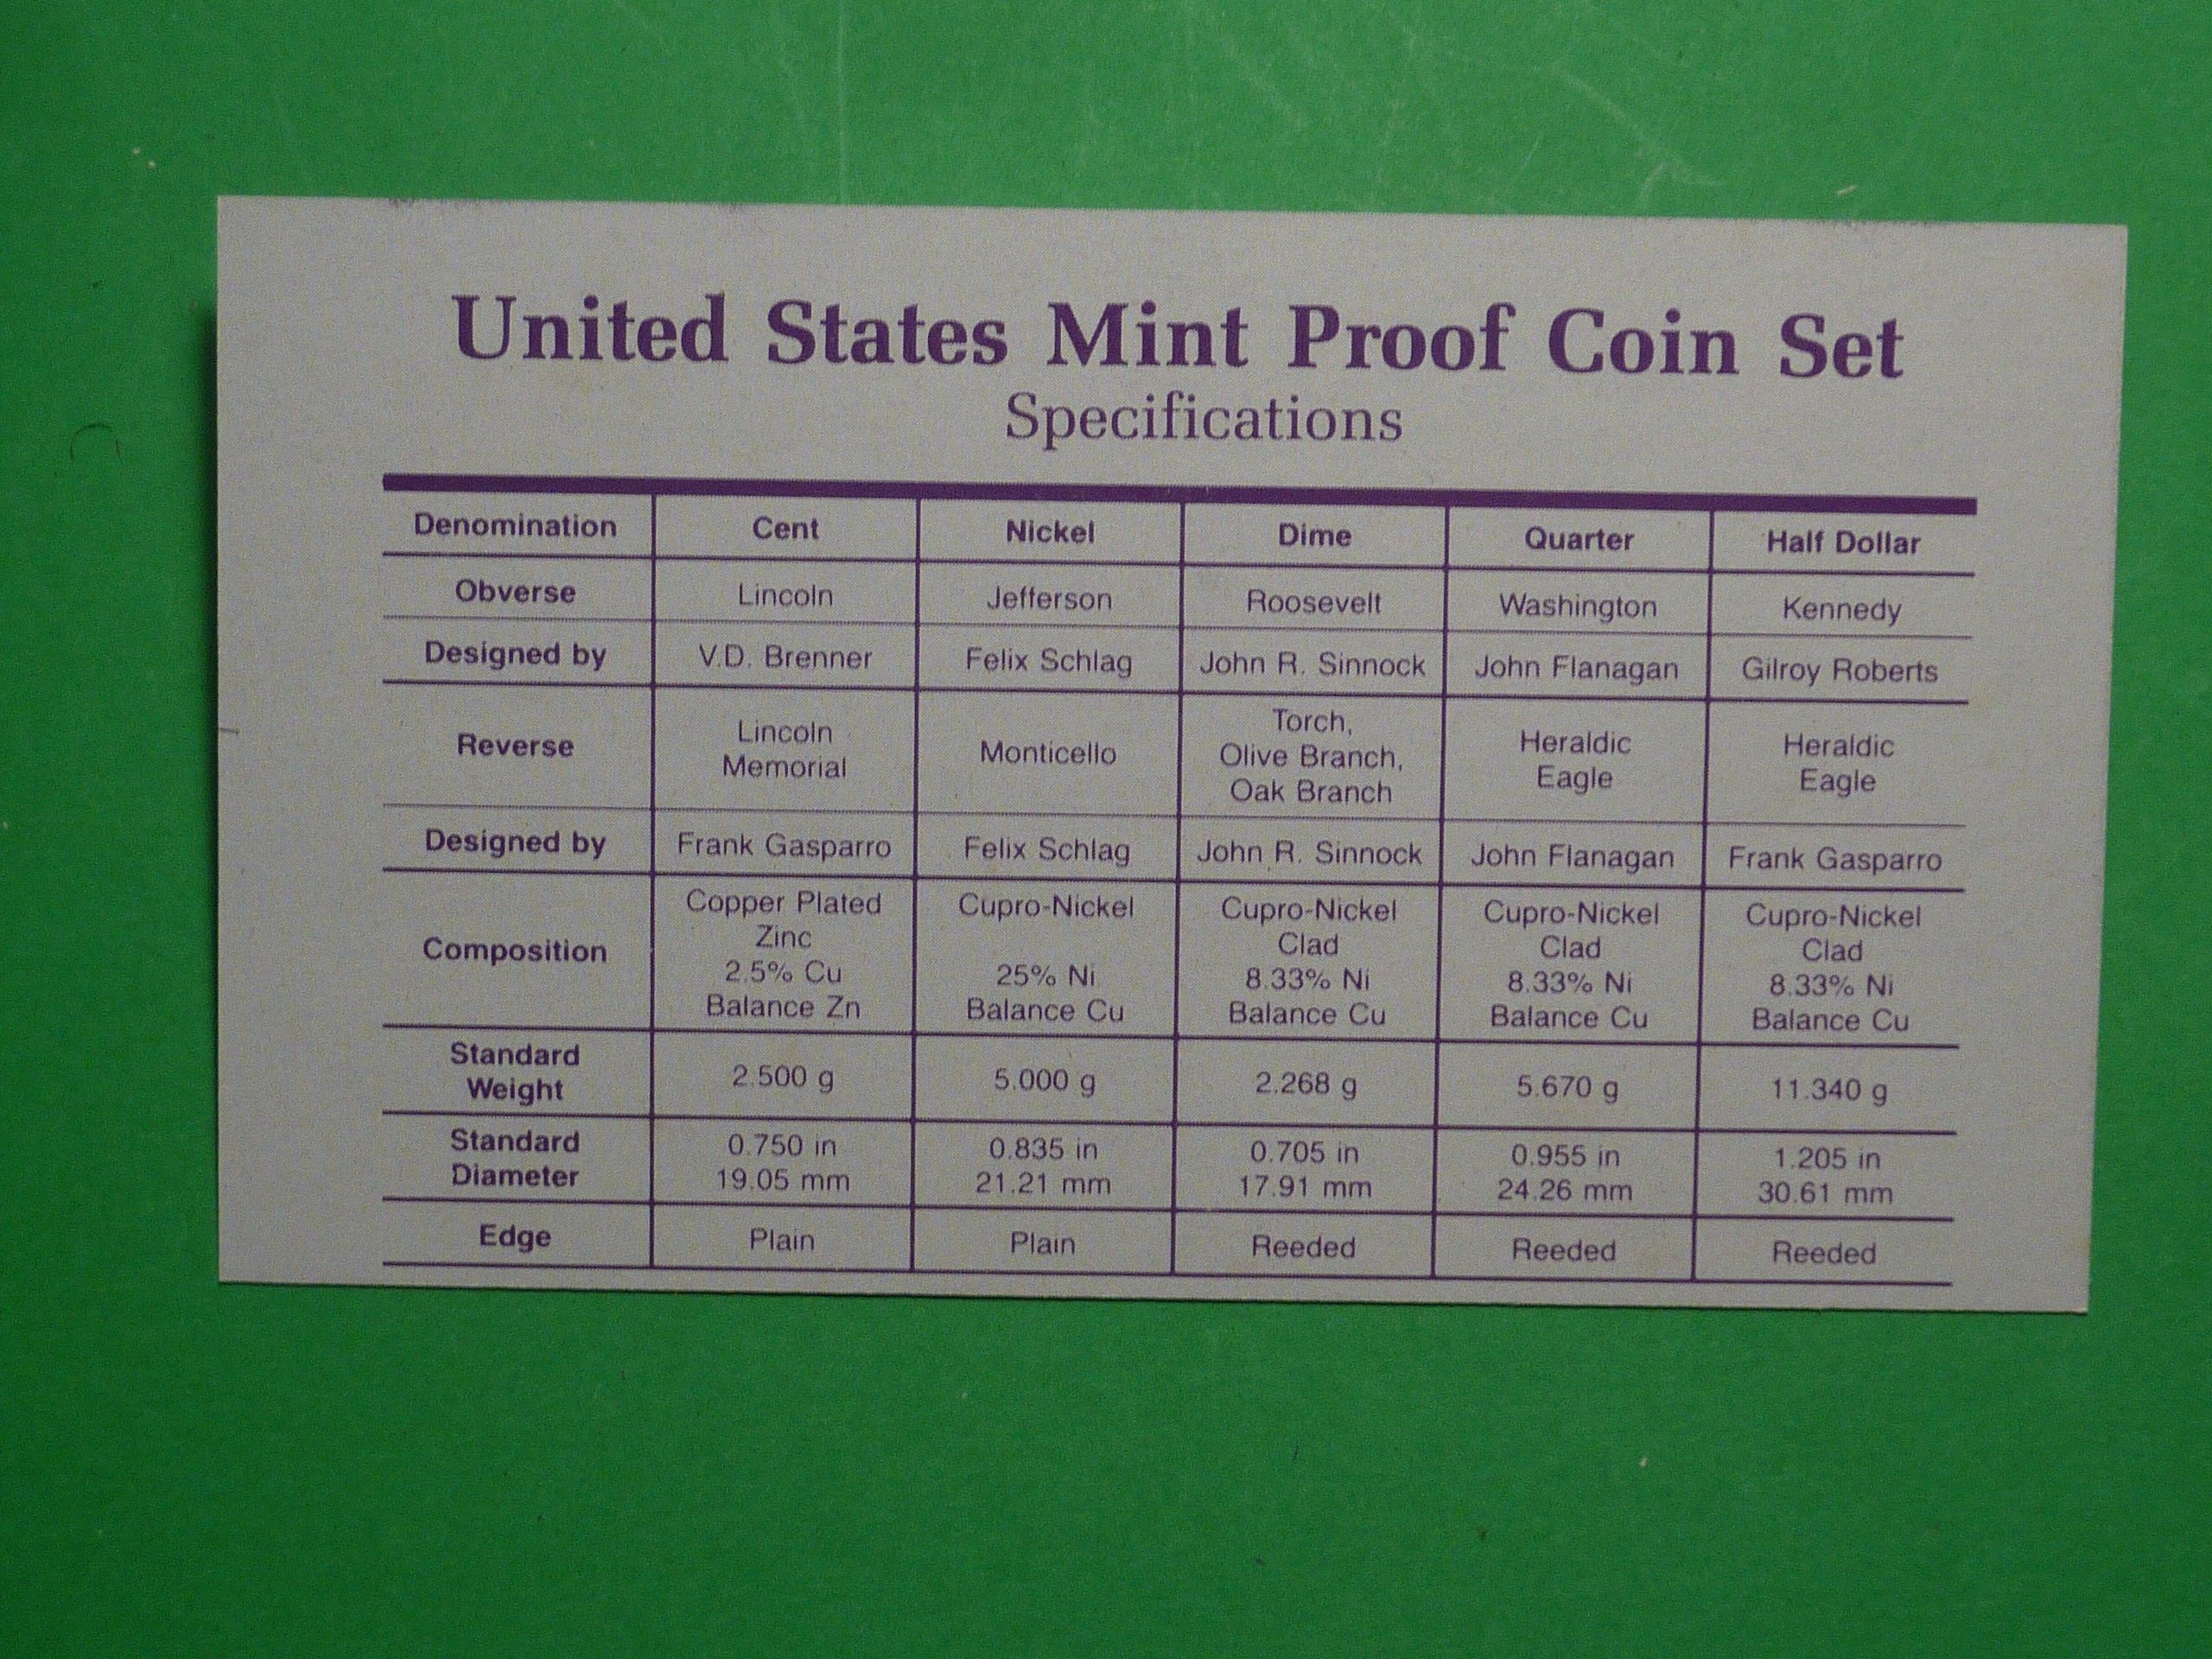 United States Mint Proof Coin Set
Specifications
Denomination Cent Nickel Dime Quarter Half Dollar
Obverse Lincoln Jefferson Roosevelt Washington Kennedy
Designed by V.D. Brenner Felix Schlag John R. Sinnock John Flanagan Gilroy Roberts
Reverse Lincoln Memorial Monticello Torch, Olive Branch, Oak Branch Heraldic Eagle Heraldic Eagle
Designed by Frank Gasparro Felix Schlag John R. Sinnock John Flanagan Frank Gasparro
Composition Copper Plated Zinc 2.5% Cu Balance Zn Cupro-Nickel 25% Ni Balance Cu Cupro-Nickel Clad 8.33% Ni Balance Cu Cupro-Nickel Clad 8.33% Ni Balance Cu Cupro-Nickel Clad 8.33% Ni Balance Cu
Standard Weight 2.500 g 5.000 g 2.268 g 5.670 g 11.340 g
Standard Diameter 0.750 in 19.05 mm 0.835 in 21.21 mm 0.705 in 17.91 mm 0.955 in 24.26 mm 1.205 in 30.61 mm
Edge Plain Plain Reeded Reeded Reeded